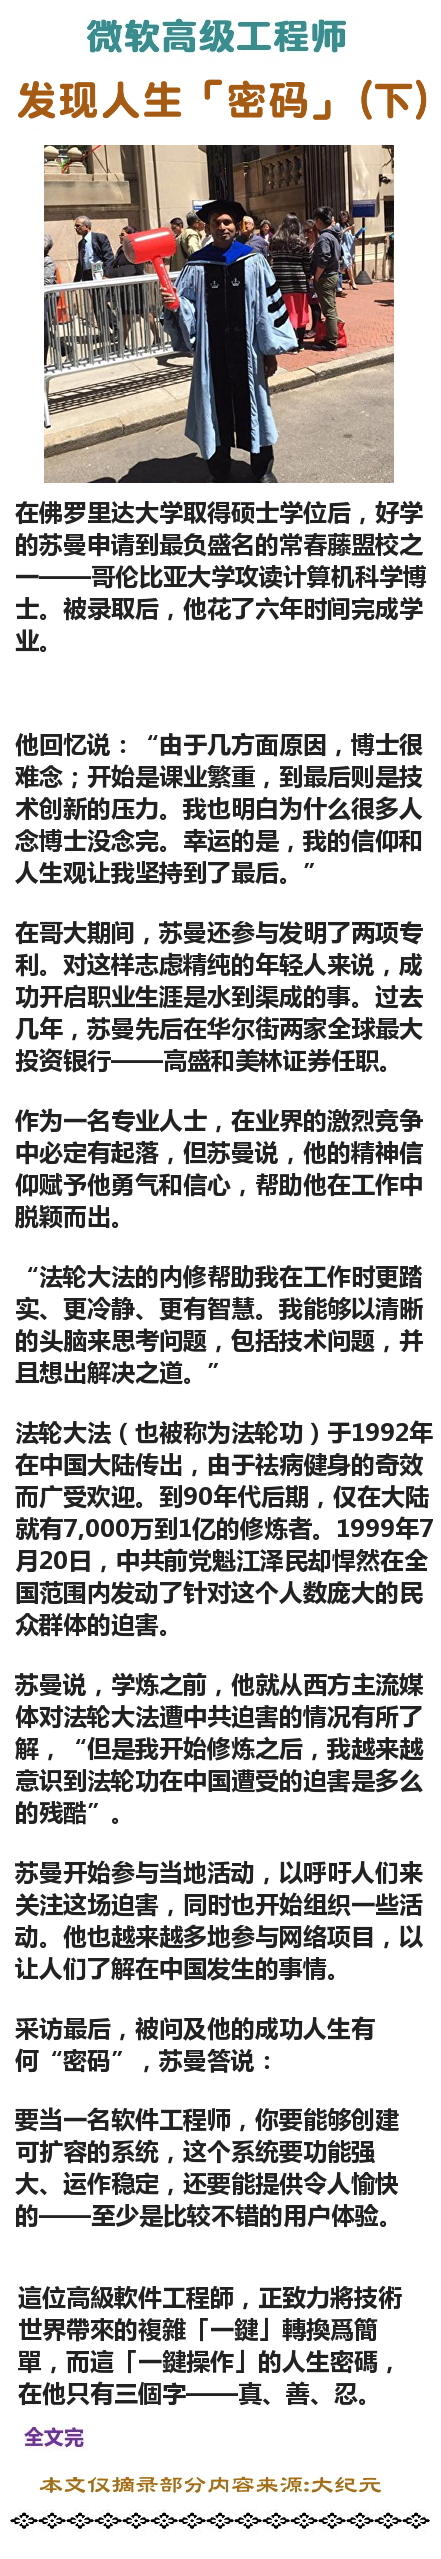 微软高级工程师
发现人生「密码」(下)
在佛罗里达大学取得硕士学位后，好学
的苏曼申请到最负盛名的常春藤盟校之
一——哥伦比亚大学攻读计算机科学博
士。被录取后，他花了六年时间完成学
业。
他回忆说：“由于几方面原因，博士很
难念；开始是课业繁重，到最后则是技
术创新的压力。我也明白为什么很多人
念博士没念完。幸运的是，我的信仰和
人生观让我坚持到了最后。”
在哥大期间，苏曼还参与发明了两项专
利。对这样志虑精纯的年轻人来说，成
功开启职业生涯是水到渠成的事。过去
几年，苏曼先后在华尔街两家全球最大
投资银行——高盛和美林证券任职。
作为一名专业人士，在业界的激烈竞争
中必定有起落，但苏曼说，他的精神信
仰赋予他勇气和信心，帮助他在工作中
脱颖而出。
“法轮大法的内修帮助我在工作时更踏
实、更冷静、更有智慧。我能够以清晰
的头脑来思考问题，包括技术问题，并
且想出解决之道。”
法轮大法（也被称为法轮功）于1992年
在中国大陆传出，由于祛病健身的奇效
而广受欢迎。到90年代后期，仅在大陆
就有7,000万到1亿的修炼者。1999年7
月20日，中共前党魁江泽民却悍然在全
国范围内发动了针对这个人数庞大的民
众群体的迫害。
苏曼说，学炼之前，他就从西方主流媒
体对法轮大法遭中共迫害的情况有所了
解，“但是我开始修炼之后，我越来越
意识到法轮功在中国遭受的迫害是多么
的残酷”。
苏曼开始参与当地活动，以呼吁人们来
关注这场迫害，同时也开始组织一些活
动。他也越来越多地参与网络项目，以
让人们了解在中国发生的事情。
采访最后，被问及他的成功人生有
何“密码”，苏曼答说：
要当一名软件工程师，你要能够创建
可扩容的系统，这个系统要功能强
大、运作稳定，还要能提供令人愉快
的——至少是比较不错的用户体验。
這位高級軟件工程師，正致力將技術
世界帶來的複雜「一鍵」轉換爲簡
單，而這「一鍵操作」的人生密碼，
在他只有三個字——真、善、忍。
全文完
本文仅摘录部分内容来源:大纪元